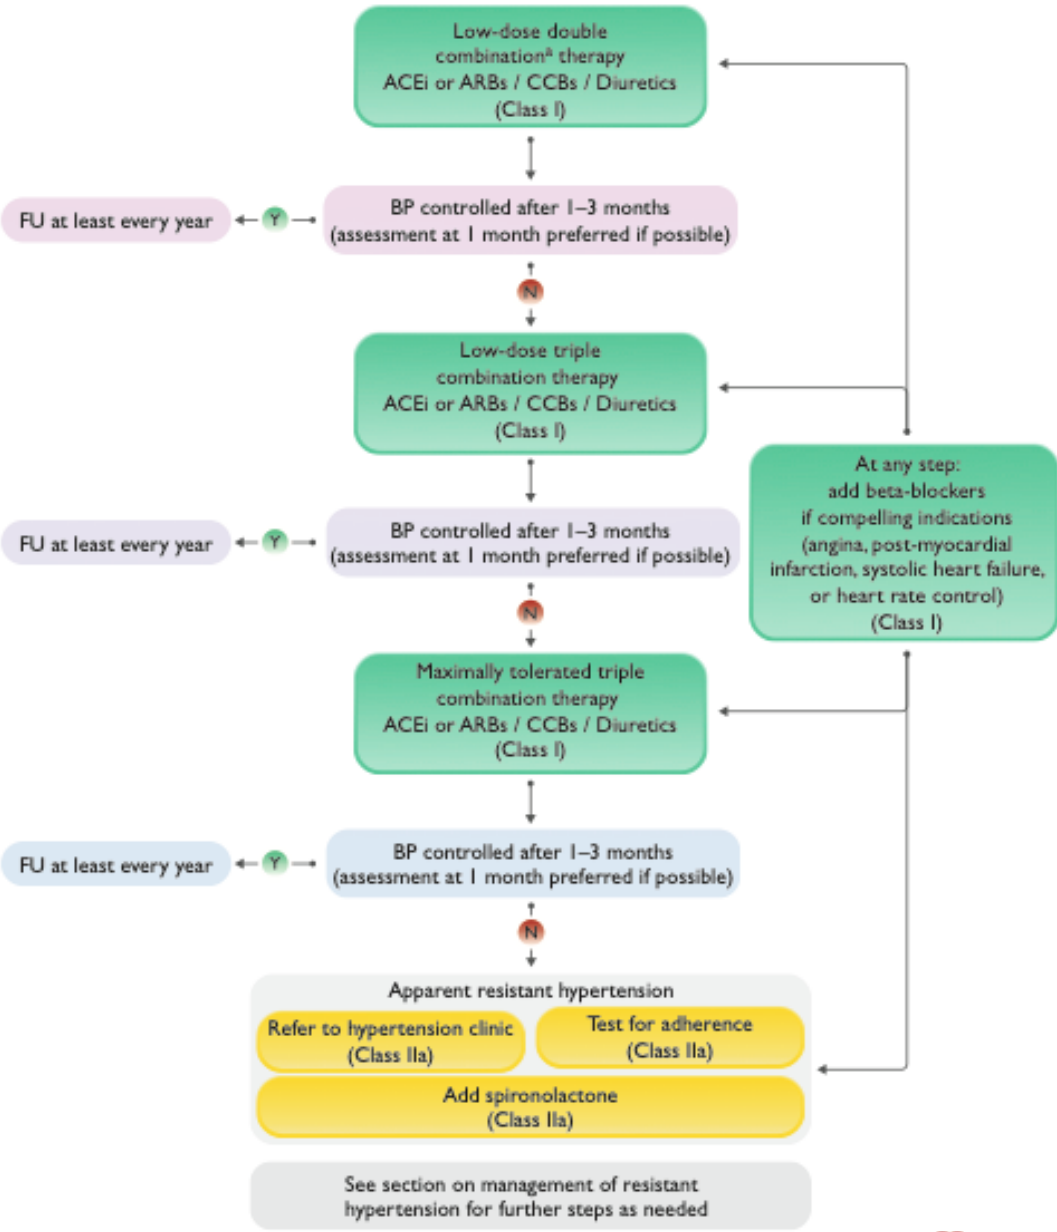 Low-dose double
combinationᵃ therapy
ACEi or ARBs / CCBs / Diuretics
(Class I)
BP controlled after 1–3 months
(assessment at 1 month preferred if possible)
Y
FU at least every year
N
Low-dose triple
combination therapy
ACEi or ARBs / CCBs / Diuretics
(Class I)
At any step:
add beta-blockers
if compelling indications
(angina, post-myocardial
infarction, systolic heart failure,
or heart rate control)
(Class I)
BP controlled after 1–3 months
(assessment at 1 month preferred if possible)
Y
FU at least every year
N
Maximally tolerated triple
combination therapy
ACEi or ARBs / CCBs / Diuretics
(Class I)
BP controlled after 1–3 months
(assessment at 1 month preferred if possible)
Y
FU at least every year
N
Apparent resistant hypertension
Refer to hypertension clinic
(Class IIa)
Test for adherence
(Class IIa)
Add spironolactone
(Class IIa)
See section on management of resistant
hypertension for further steps as needed